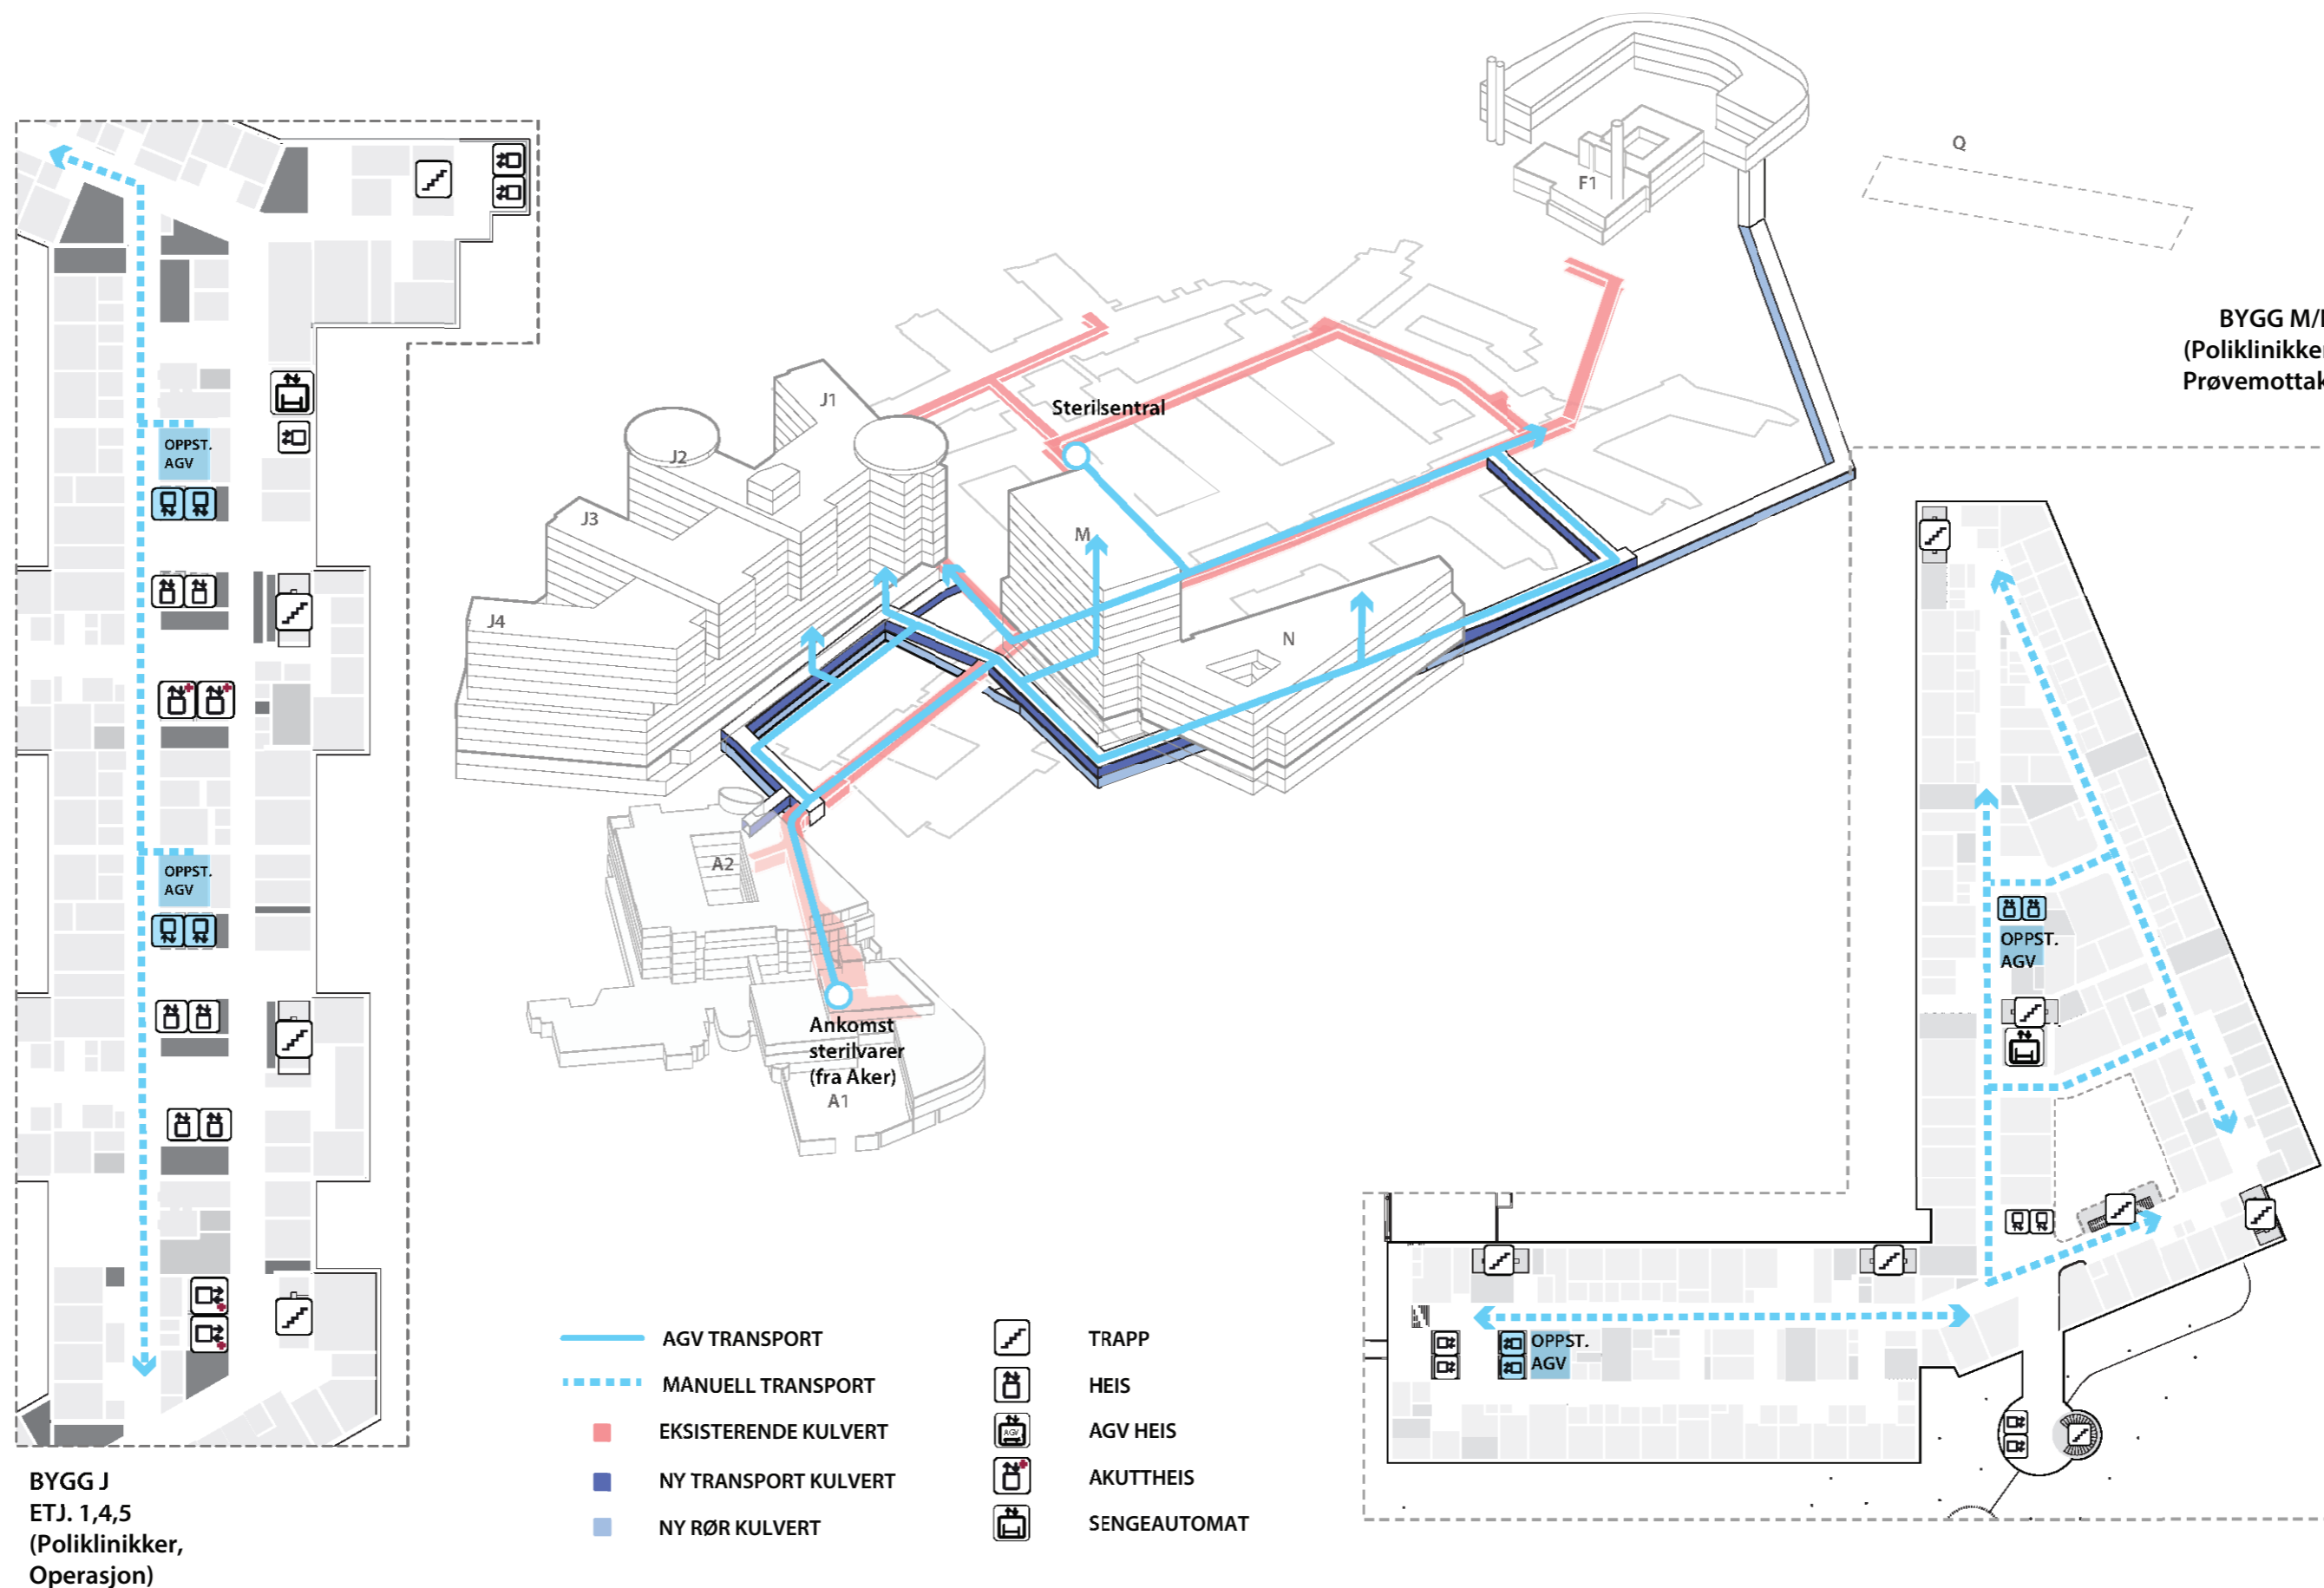 Q
F1
BYGG M/
(Poliklinikker
Prøvemottak
J1
Sterilsentral
J2
OPPST.
AGV
J3
M
J4
N
OPPST.
AGV
A2
OPPST.
AGV
Ankomst
sterilvarer
(fra Aker)
A1
OPPST.
AGV
BYGG J
ETJ. 1,4,5
(Poliklinikker,
Operasjon)
AGV TRANSPORT
MANUELL TRANSPORT
EKSISTERENDE KULVERT
NY TRANSPORT KULVERT
NY RØR KULVERT
TRAPP
HEIS
AGV
AGV HEIS
AKUTTHEIS
SENGEAUTOMAT